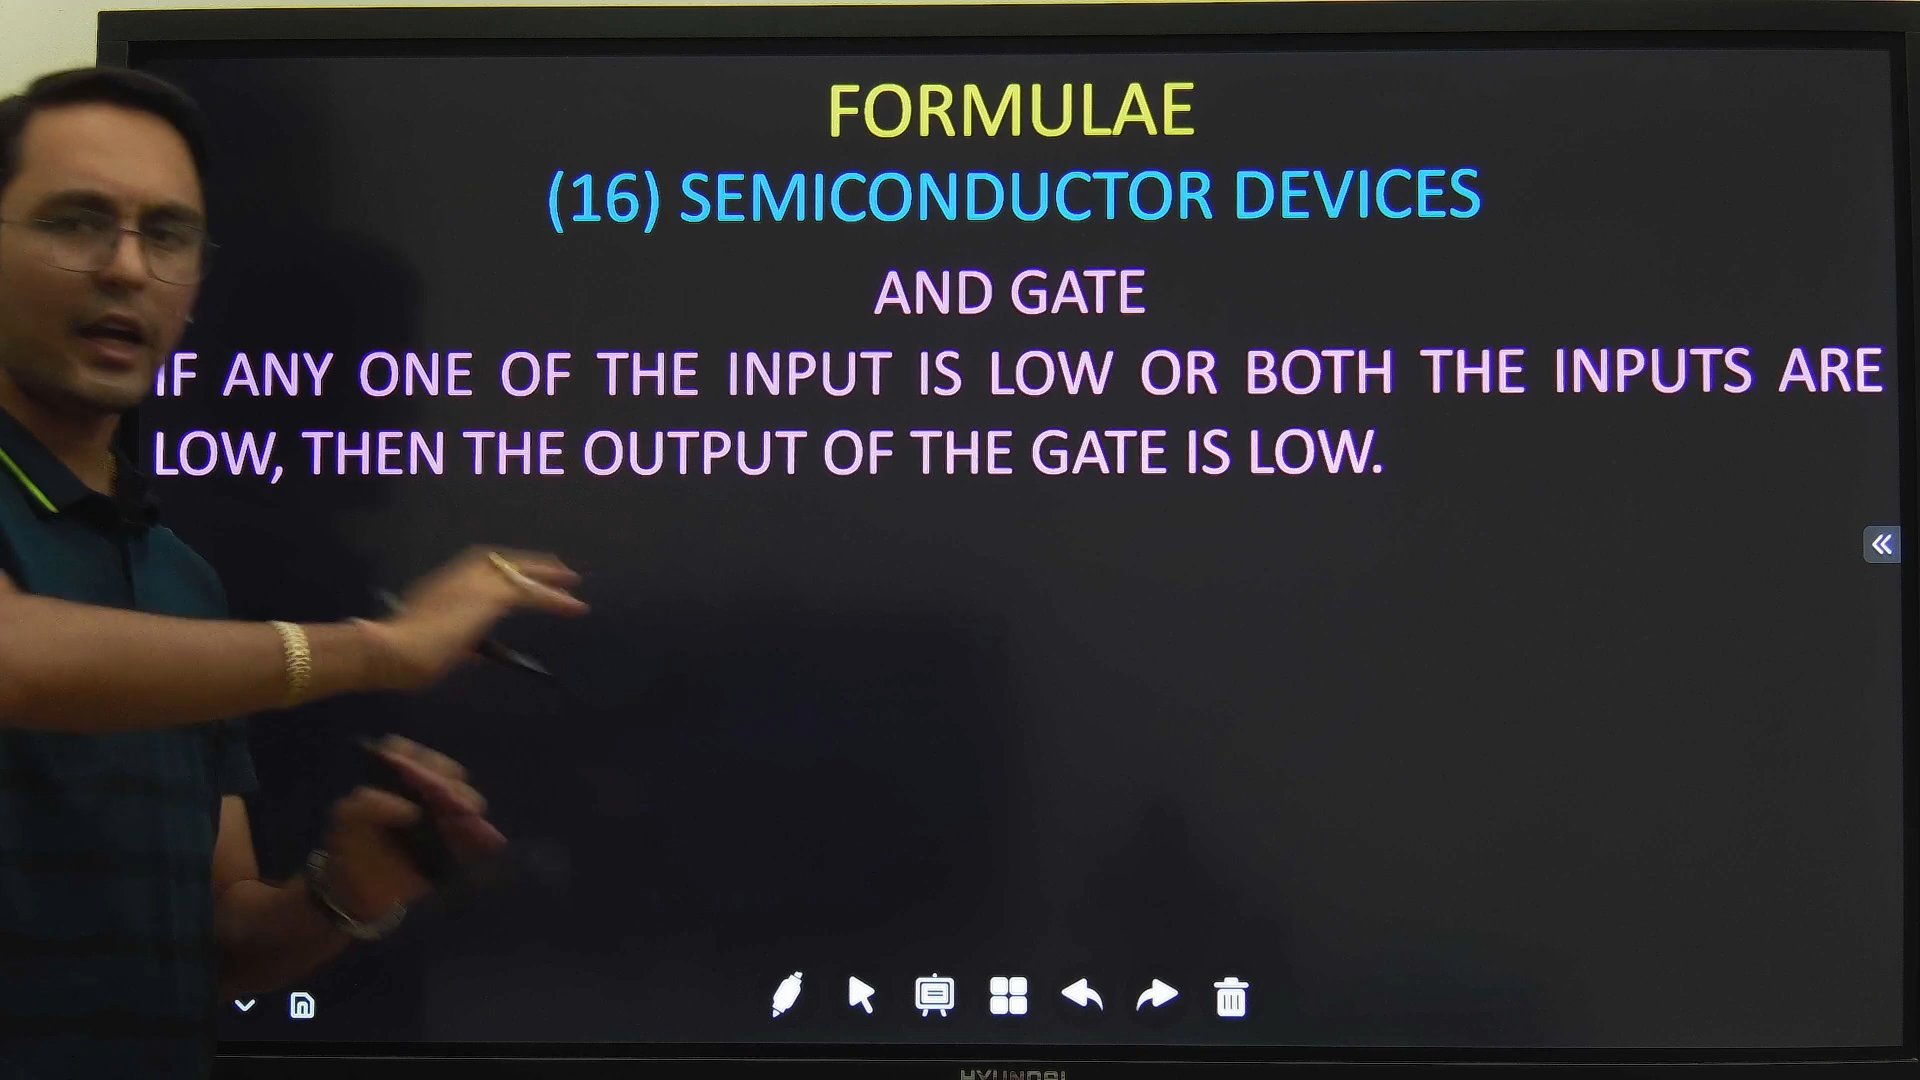 FORMULAE
(16) SEMICONDUCTOR DEVICES
AND GATE
IF ANY ONE OF THE INPUT IS LOW OR BOTH THE INPUTS ARE
LOW, THEN THE OUTPUT OF THE GATE IS LOW.
HYUNDAI